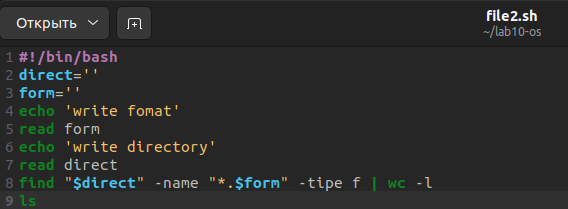 Открыть
file2.sh
~/lab10-os
1 #!/bin/bash
2 direct=''
3 form=''
4 echo 'write fomat'
5 read form
6 echo 'write directory'
7 read direct
8 find "$direct" -name "*.$form" -tipe f | wc -l
9 ls